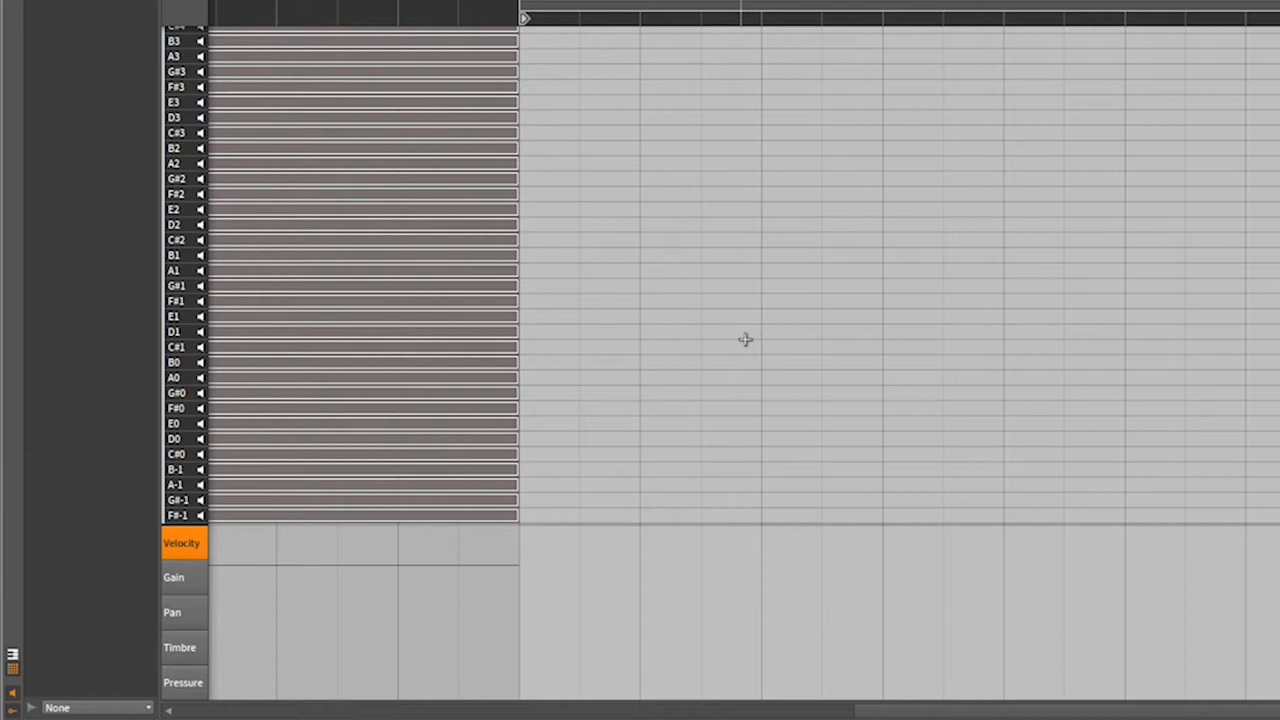 B3
A3
G#3
F#3
E3
D3
C#3
B2
A2
G#2
F#2
E2
D2
C#2
B1
A1
G#1
F#1
E1
D1
C#1
B0
A0
G#0
F#0
E0
D0
C#0
B-1
A-1
G#-1
F#-1
Velocity
Gain
Pan
Timbre
Pressure
None